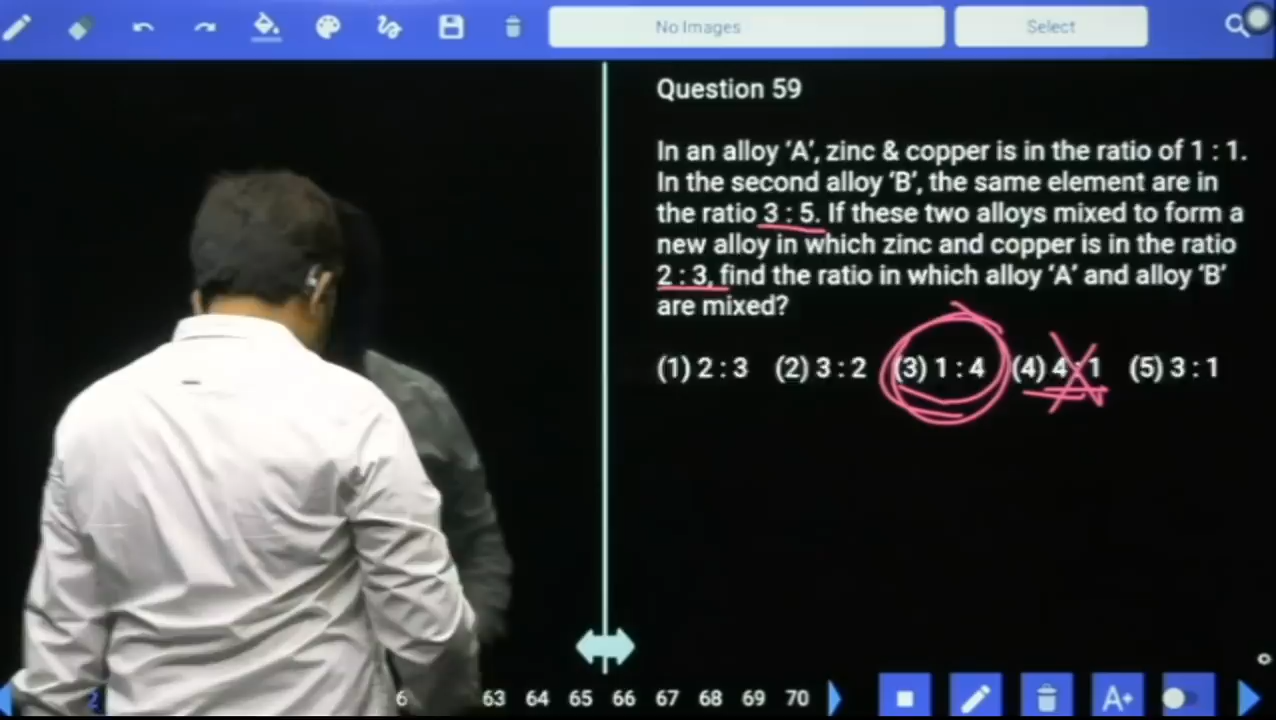 No Images
Select
Question 59
In an alloy ‘A’, zinc & copper is in the ratio of 1 : 1.
In the second alloy ‘B’, the same element are in
the ratio 3 : 5. If these two alloys mixed to form a
new alloy in which zinc and copper is in the ratio
2 : 3, find the ratio in which alloy ‘A’ and alloy ‘B’
are mixed?
(1) 2 : 3 (2) 3 : 2 (3) 1 : 4 (4) 4 : 1 (5) 3 : 1
63 64 65 66 67 68 69 70
A+